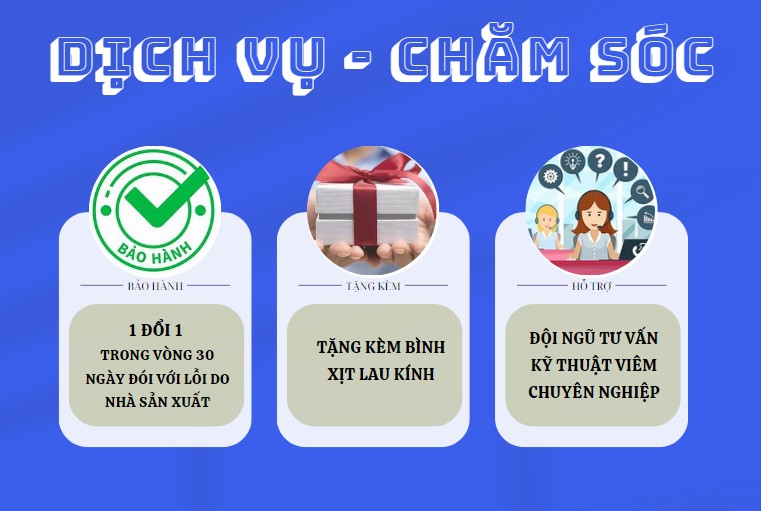 DỊCH VỤ - CHĂM SÓC
BẢO HÀNH
BẢO HÀNH
1 ĐỔI 1
TRONG VÒNG 30
NGÀY ĐÓI VỚI LỖI DO
NHÀ SẢN XUẤT
TẶNG KÈM
TẶNG KÈM BÌNH
XỊT LAU KÍNH
HỖ TRỢ
ĐỘI NGŨ TƯ VẤN
KỸ THUẬT VIÊM
CHUYÊN NGHIỆP